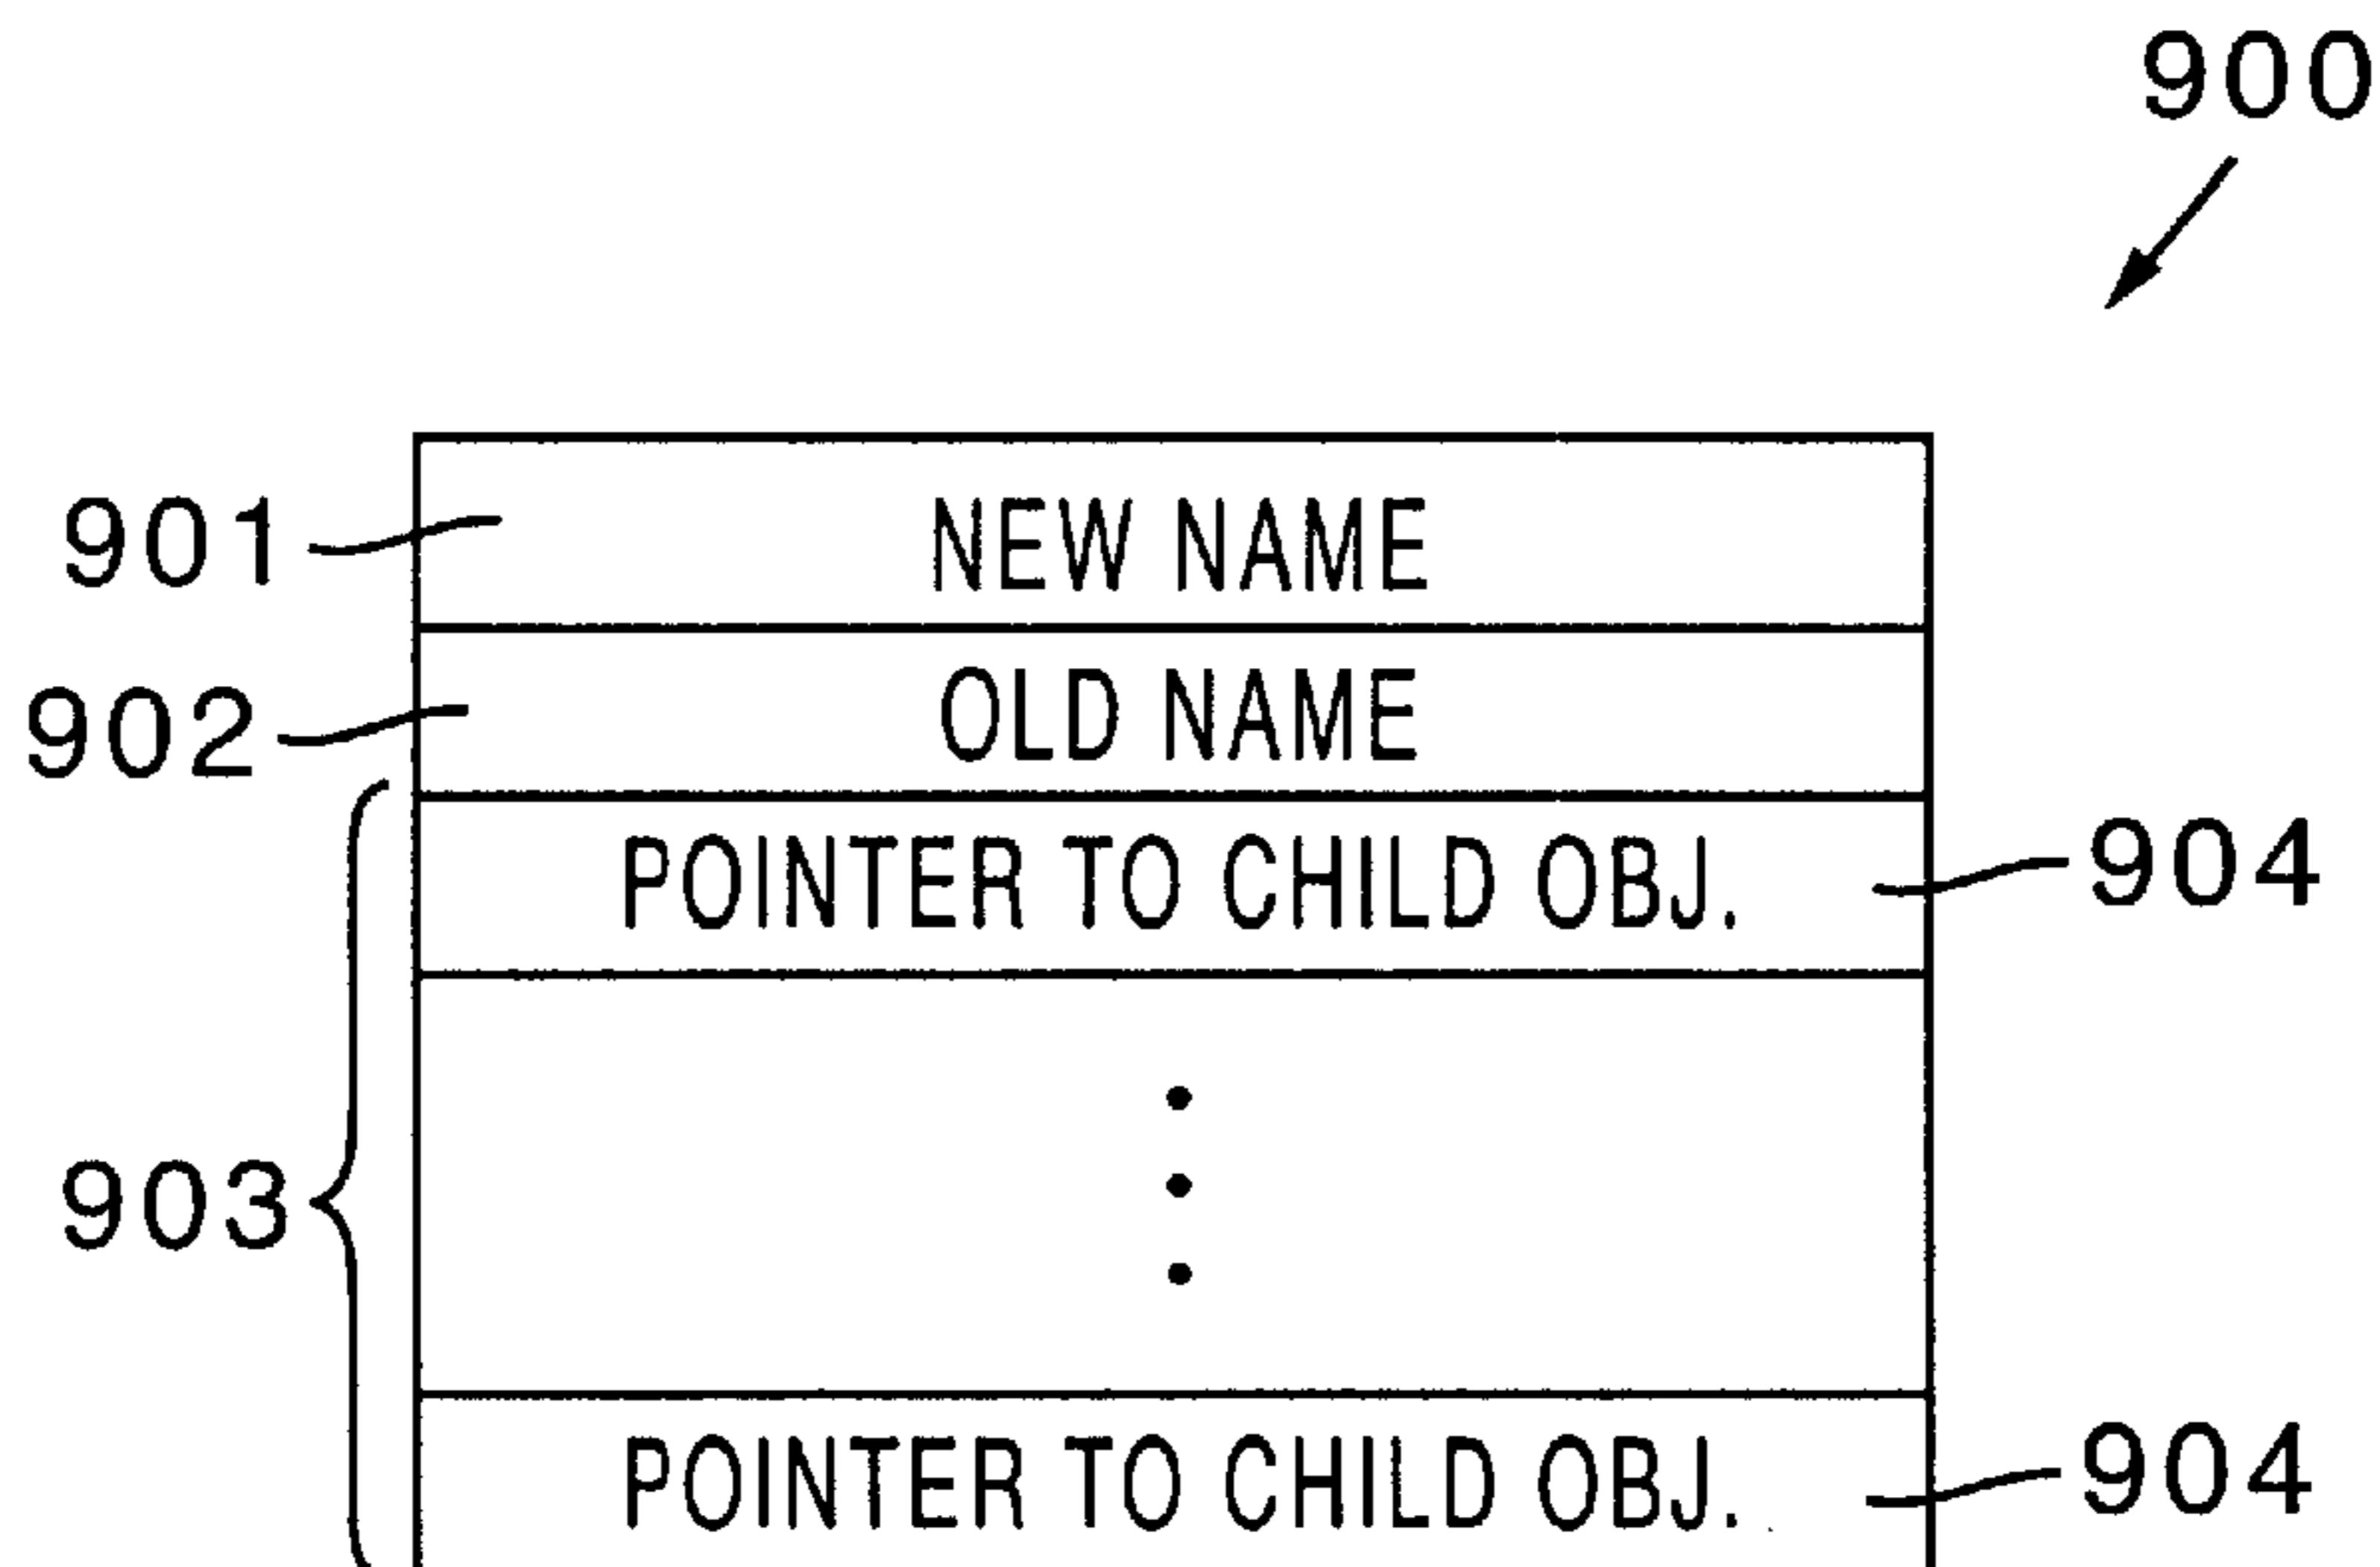 900
901 NEW NAME
902 OLD NAME
POINTER TO CHILD OBJ. 904
903
POINTER TO CHILD OBJ. 904